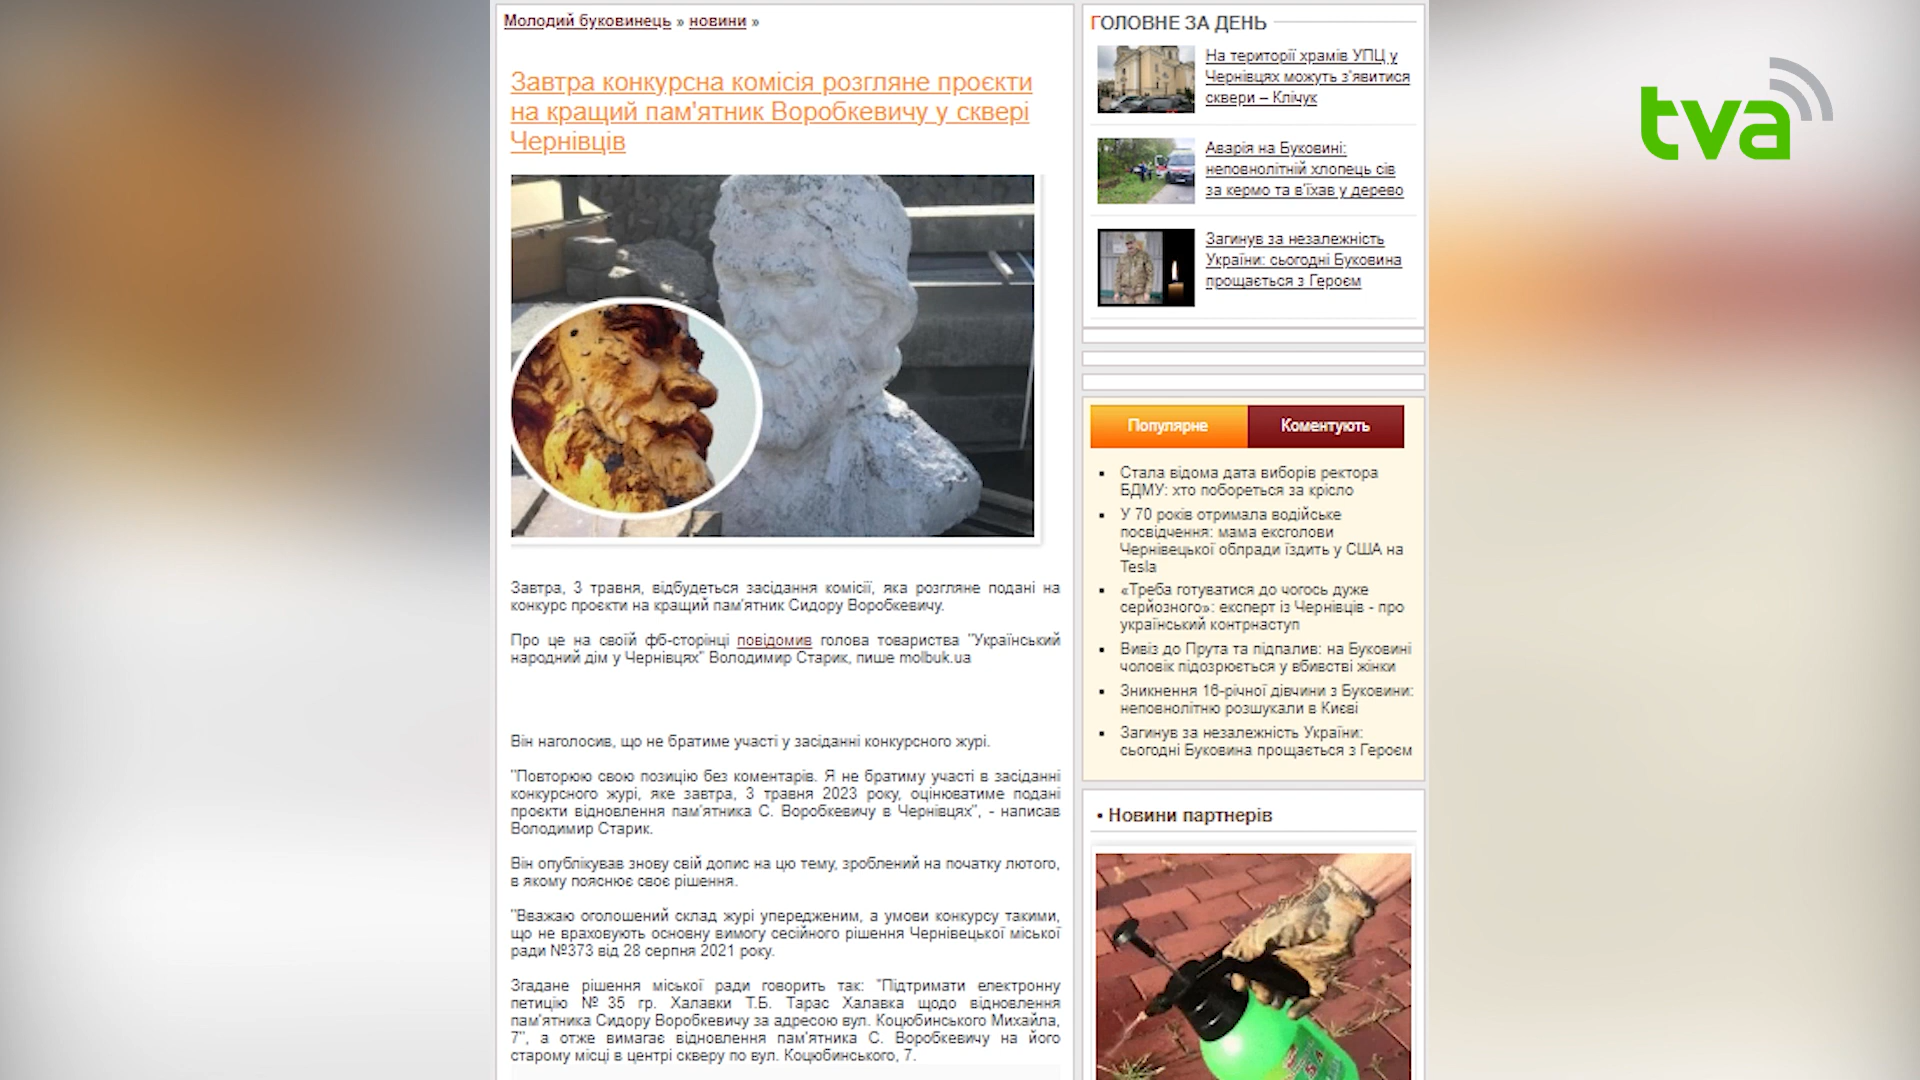 Молодий буковинець » новини »
Завтра конкурсна комісія розгляне проєкти
на кращий пам'ятник Воробкевичу у сквері
Чернівців
Завтра, 3 травня, відбудеться засідання комісії, яка розгляне подані на
конкурс проєкти на кращий пам'ятник Сидору Воробкевичу.
Про це на своїй фб-сторінці повідомив голова товариства "Український
народний дім у Чернівцях" Володимир Старик, пише molbuk.ua
Він наголосив, що не братиме участі у засіданні конкурсного журі.
"Повторюю свою позицію без коментарів. Я не братиму участі в засіданні
конкурсного журі, яке завтра, 3 травня 2023 року, оцінюватиме подані
проєкти відновлення пам'ятника С. Воробкевичу в Чернівцях", - написав
Володимир Старик.
Він опублікував знову свій допис на цю тему, зроблений на початку лютого,
в якому пояснює своє рішення.
"Вважаю оголошений склад журі упередженим, а умови конкурсу такими,
що не враховують основну вимогу сесійного рішення Чернівецької міської
ради №373 від 28 серпня 2021 року.
Згадане рішення міської ради говорить так: "Підтримати електронну
петицію № 35 гр. Халавки Т.Б. Тарас Халавка щодо відновлення
пам'ятника Сидору Воробкевичу за адресою вул. Коцюбинського Михайла,
7", а отже вимагає відновлення пам'ятника С. Воробкевичу на його
старому місці в центрі скверу по вул. Коцюбинського, 7.
ГОЛОВНЕ ЗА ДЕНЬ
На території храмів УПЦ у
Чернівцях можуть з'явитися
сквери – Клічук
Аварія на Буковині:
неповнолітній хлопець сів
за кермо та в'їхав у дерево
Загинув за незалежність
України: сьогодні Буковина
прощається з Героєм
Популярне
Коментують
Стала відома дата виборів ректора
БДМУ: хто побореться за крісло
У 70 років отримала водійське
посвідчення: мама ексголови
Чернівецької облради їздить у США на
Tesla
«Треба готуватися до чогось дуже
серйозного»: експерт із Чернівців - про
український контрнаступ
Вивіз до Прута та підпалив: на Буковині
чоловік підозрюється у вбивстві жінки
Зникнення 16-річної дівчини з Буковини:
неповнолітню розшукали в Києві
Загинув за незалежність України:
сьогодні Буковина прощається з Героєм
• Новини партнерів
tva